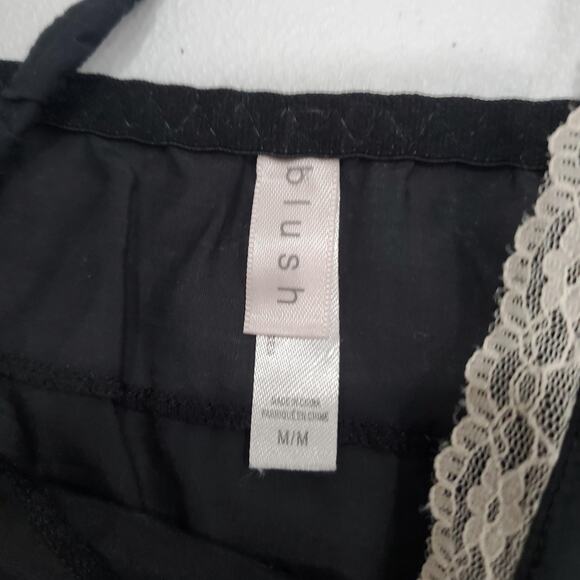 blush
MADE IN CHINA
FABRIQUÉ EN CHINE
M/M